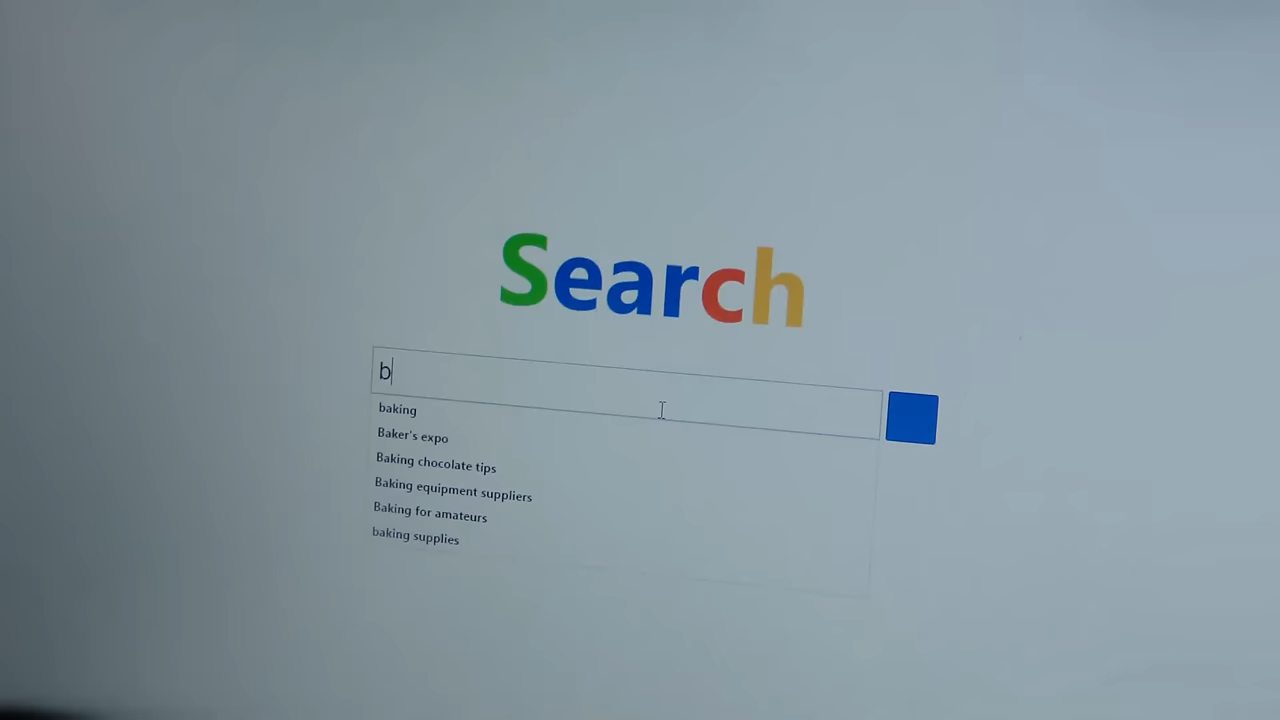 Search
b
baking
Baker's expo
Baking chocolate tips
Baking equipment suppliers
Baking for amateurs
baking supplies